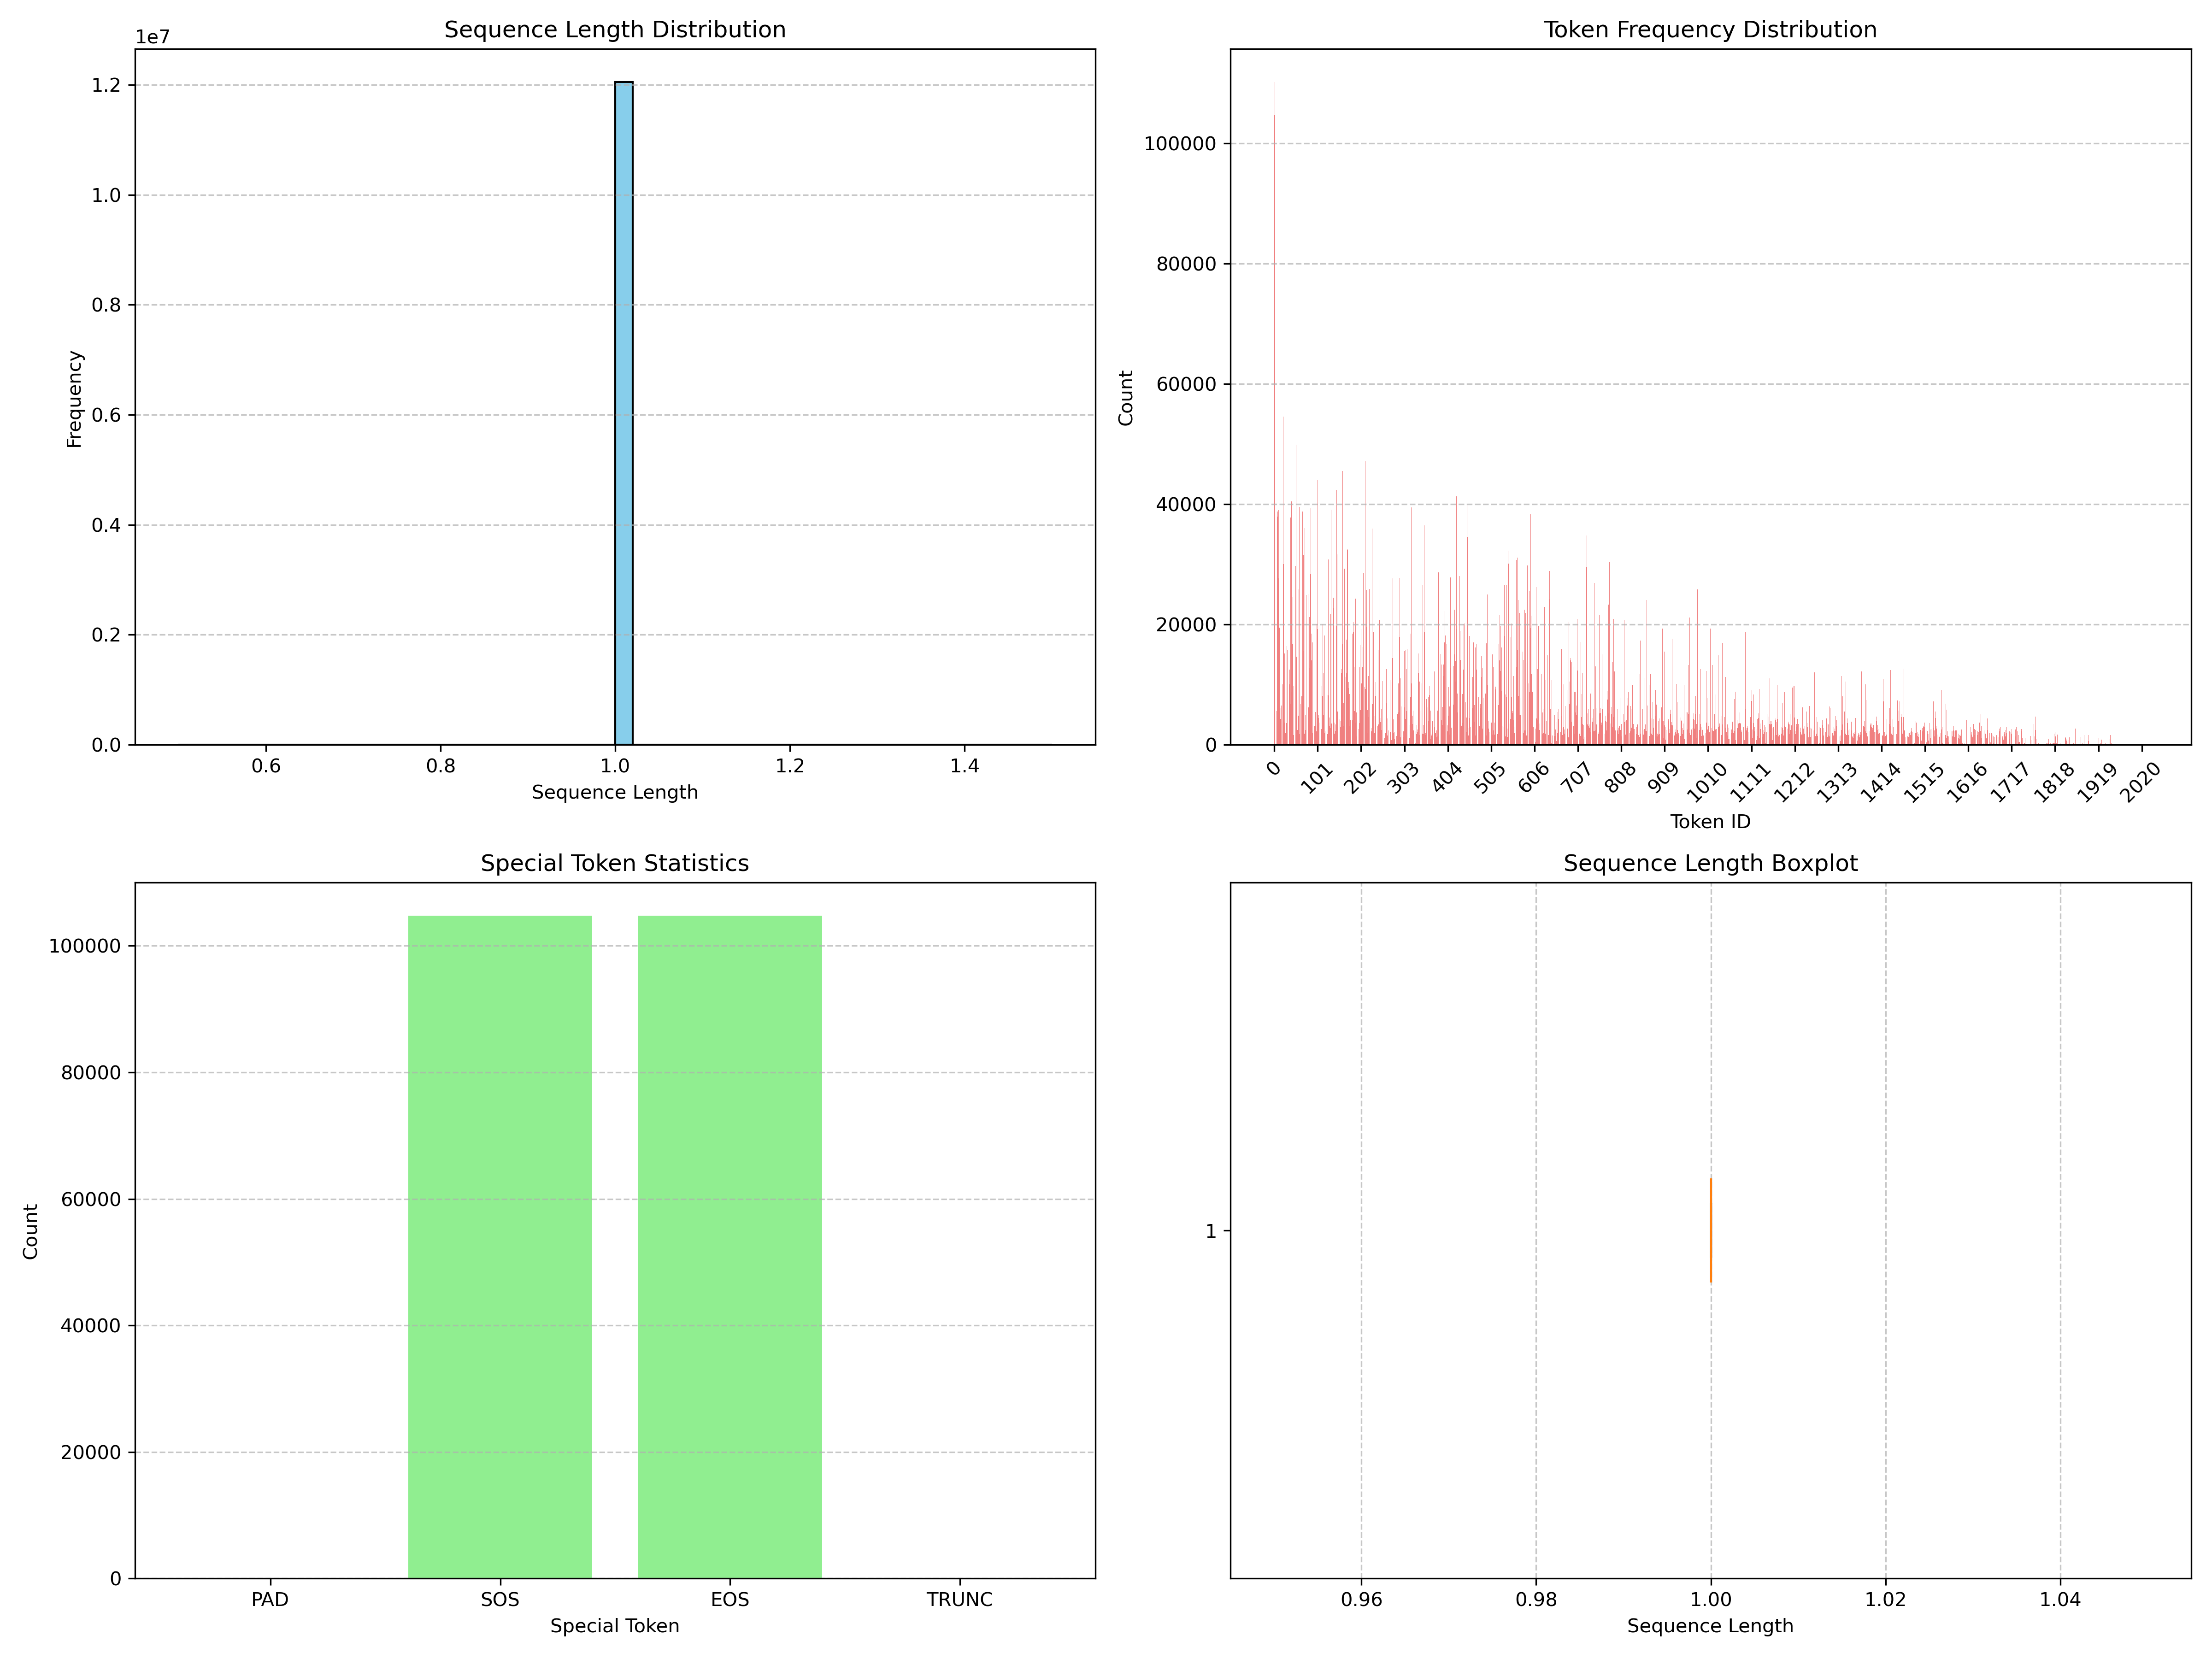 Sequence Length Distribution
1e7
1.2
1.0
0.8
0.6
0.4
0.2
0.0
Frequency
0.6 0.8 1.0 1.2 1.4
Sequence Length
Token Frequency Distribution
100000
80000
60000
40000
20000
0
Count
0 101 202 303 404 505 606 707 808 909 1010 1111 1212 1313 1414 1515 1616 1717 1818 1919 2020
Token ID
Special Token Statistics
100000
80000
60000
40000
20000
0
Count
PAD SOS EOS TRUNC
Special Token
Sequence Length Boxplot
1
0.96 0.98 1.00 1.02 1.04
Sequence Length